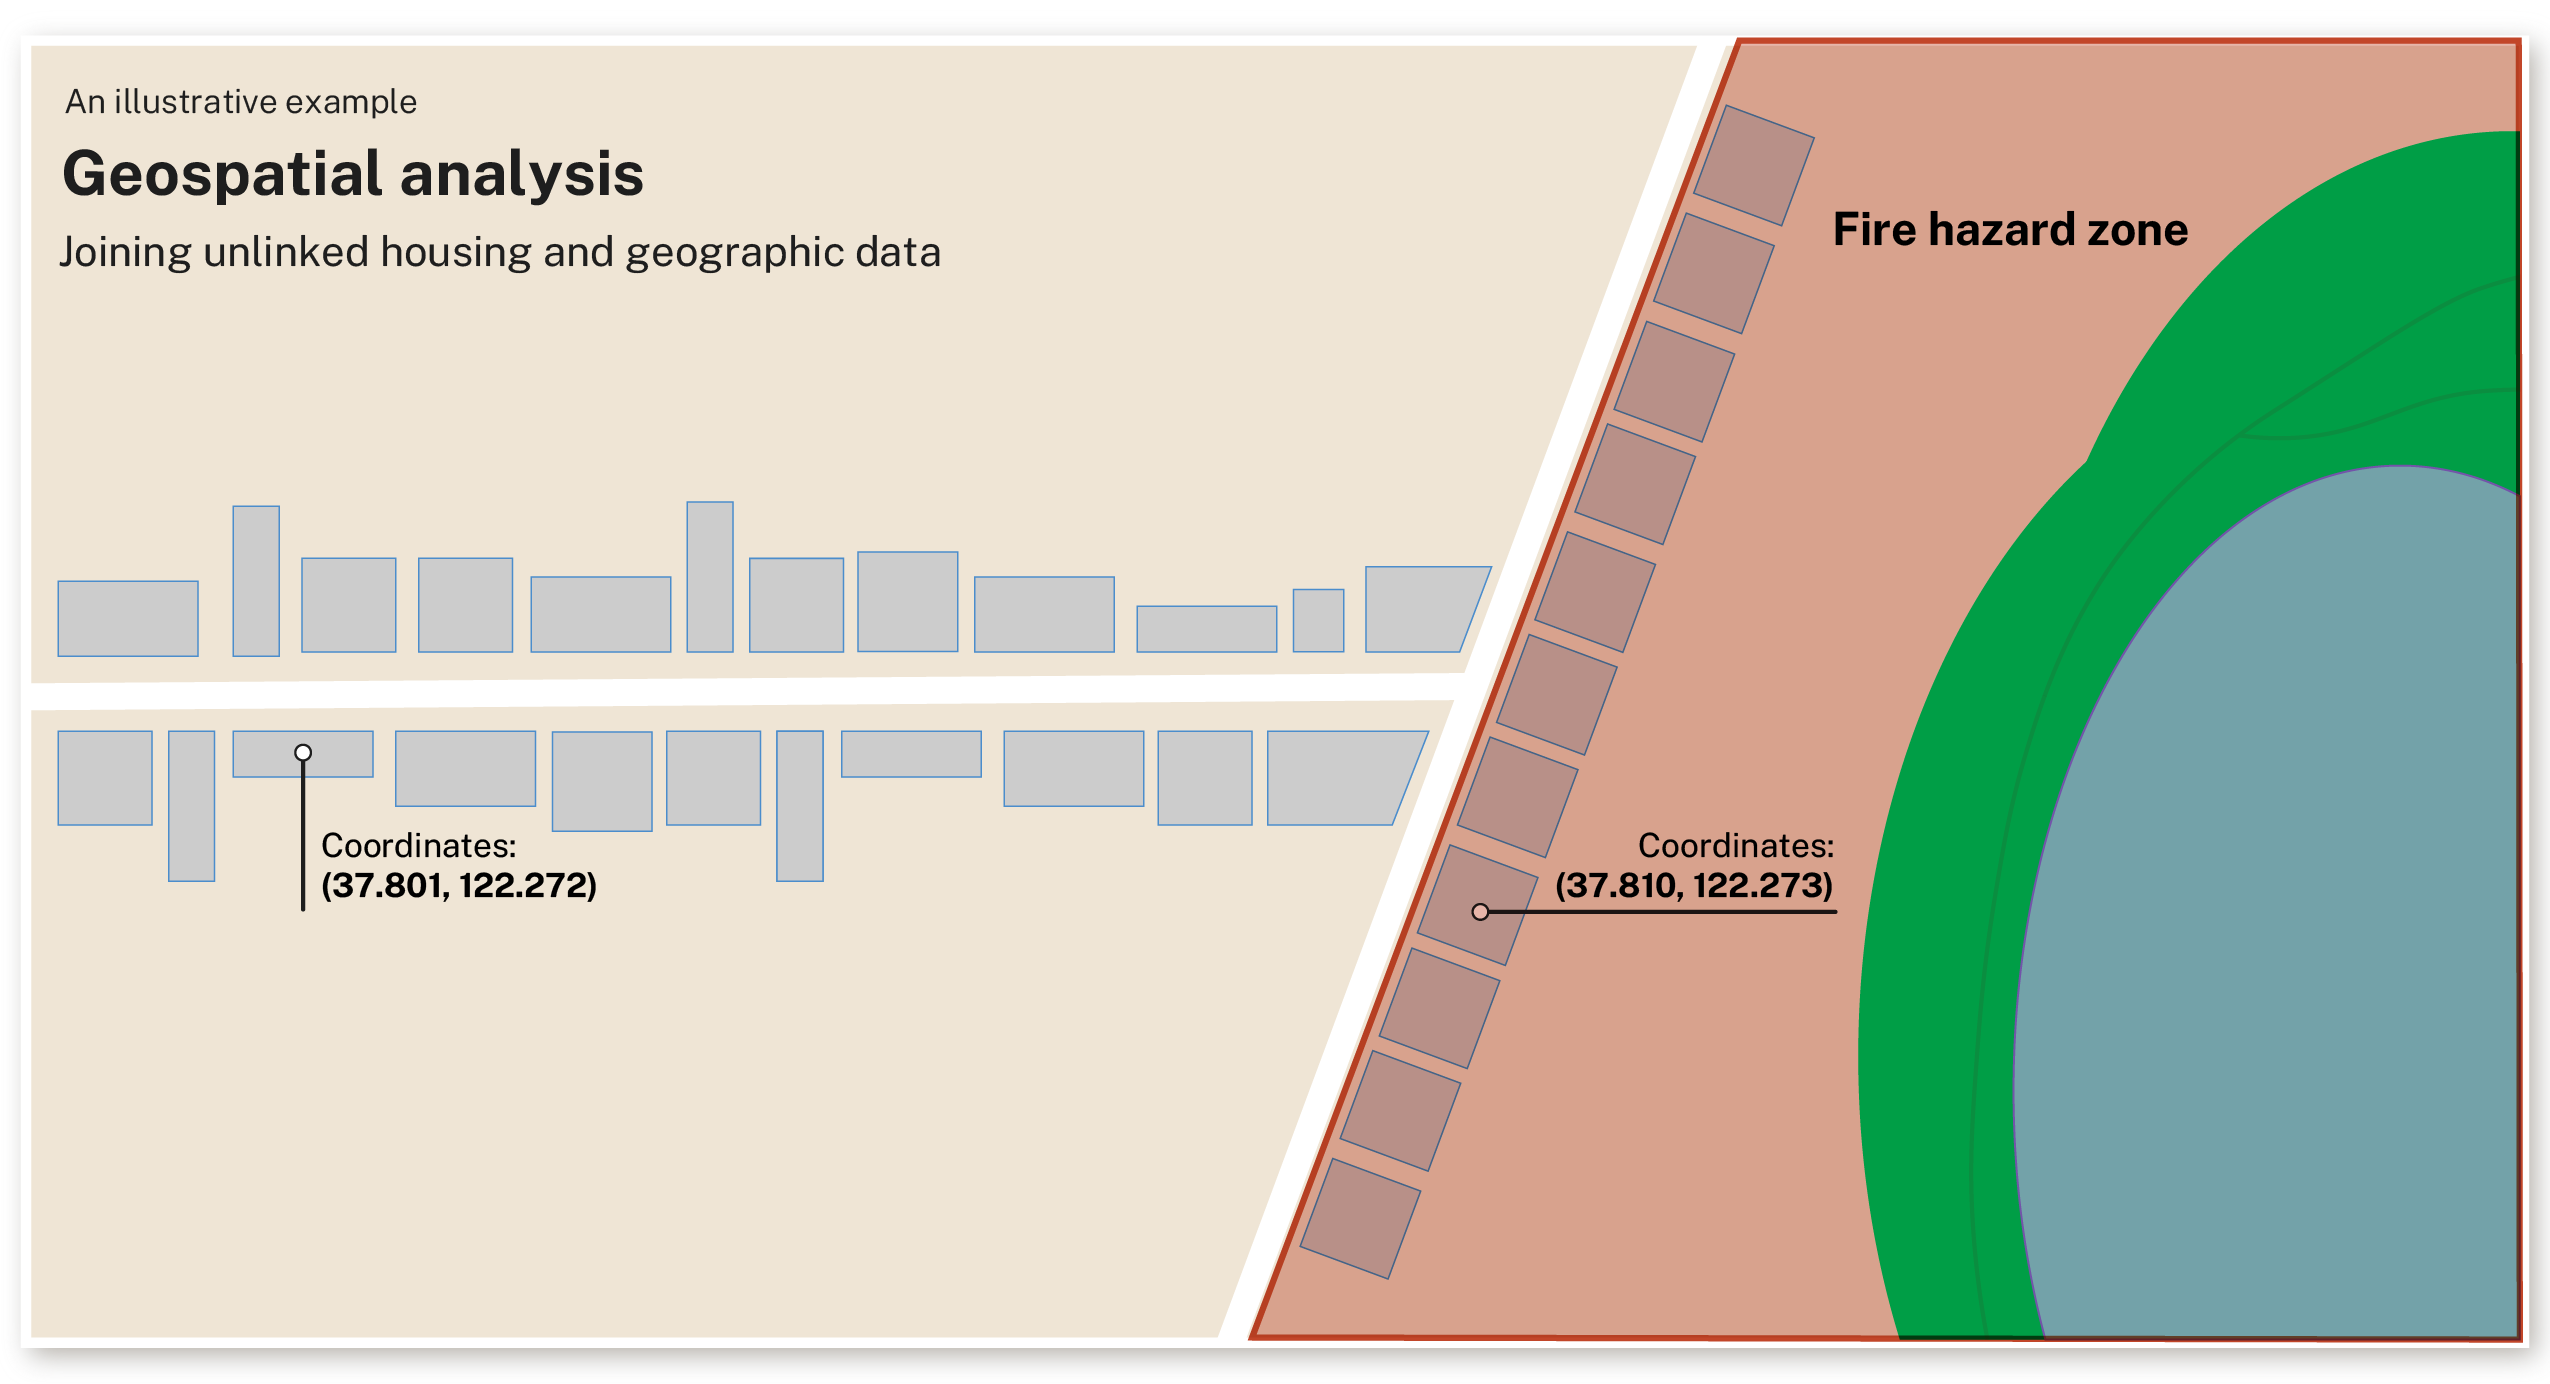 An illustrative example
Geospatial analysis
Joining unlinked housing and geographic data
Fire hazard zone
Coordinates:
(37.801, 122.272)
Coordinates:
(37.810, 122.273)